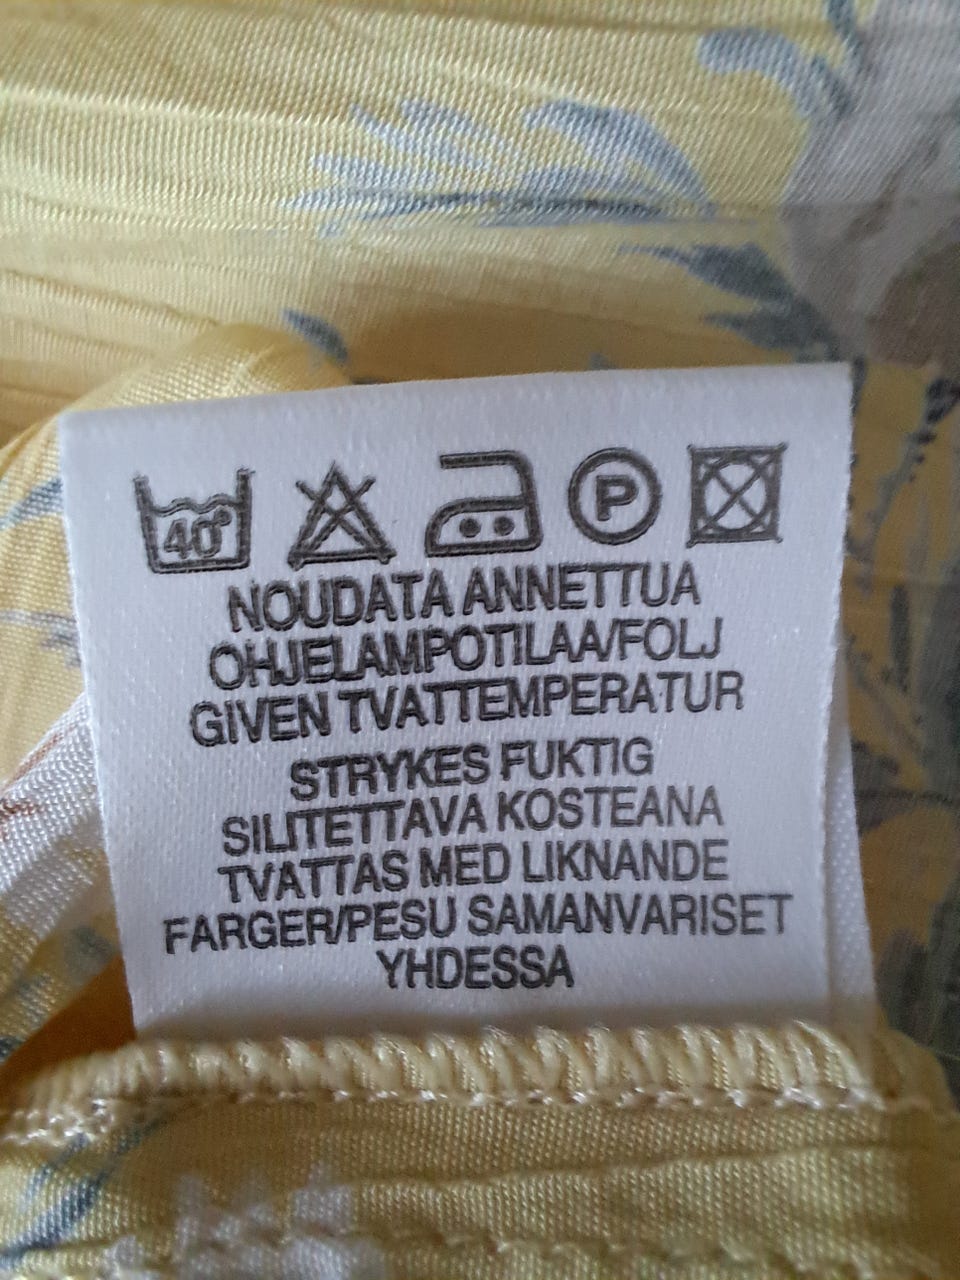 40°
P
NOUDATA ANNETTUA
OHJELAMPOTILAA/FOLJ
GIVEN TVATTEMPERATUR
STRYKES FUKTIG
SILITETTAVA KOSTEANA
TVATTAS MED LIKNANDE
FARGER/PESU SAMANVARISET
YHDESSA